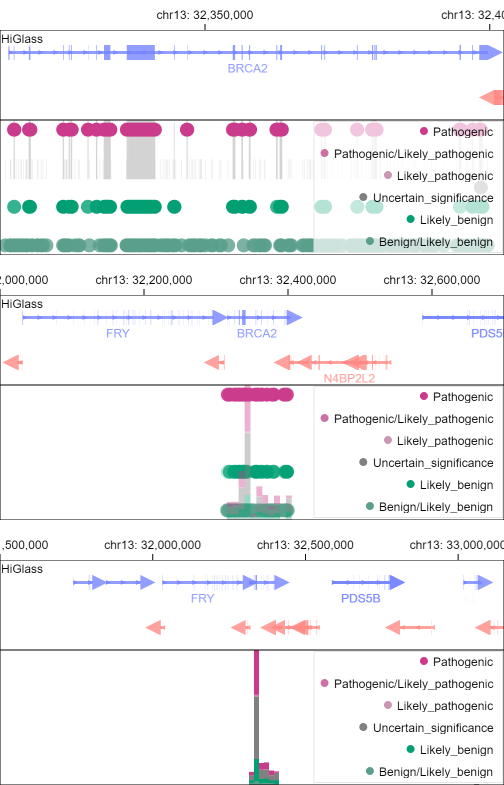 chr13: 32,350,000
chr13: 32,40
HiGlass
BRCA2
Pathogenic
Pathogenic/Likely_pathogenic
Likely_pathogenic
Uncertain_significance
Likely_benign
Benign/Likely_benign
2,000,000
chr13: 32,200,000
chr13: 32,400,000
chr13: 32,600,000
HiGlass
FRY
BRCA2
PDS5
N4BP2L2
Pathogenic
Pathogenic/Likely_pathogenic
Likely_pathogenic
Uncertain_significance
Likely_benign
Benign/Likely_benign
,500,000
chr13: 32,000,000
chr13: 32,500,000
chr13: 33,000,000
HiGlass
FRY
PDS5B
Pathogenic
Pathogenic/Likely_pathogenic
Likely_pathogenic
Uncertain_significance
Likely_benign
Benign/Likely_benign